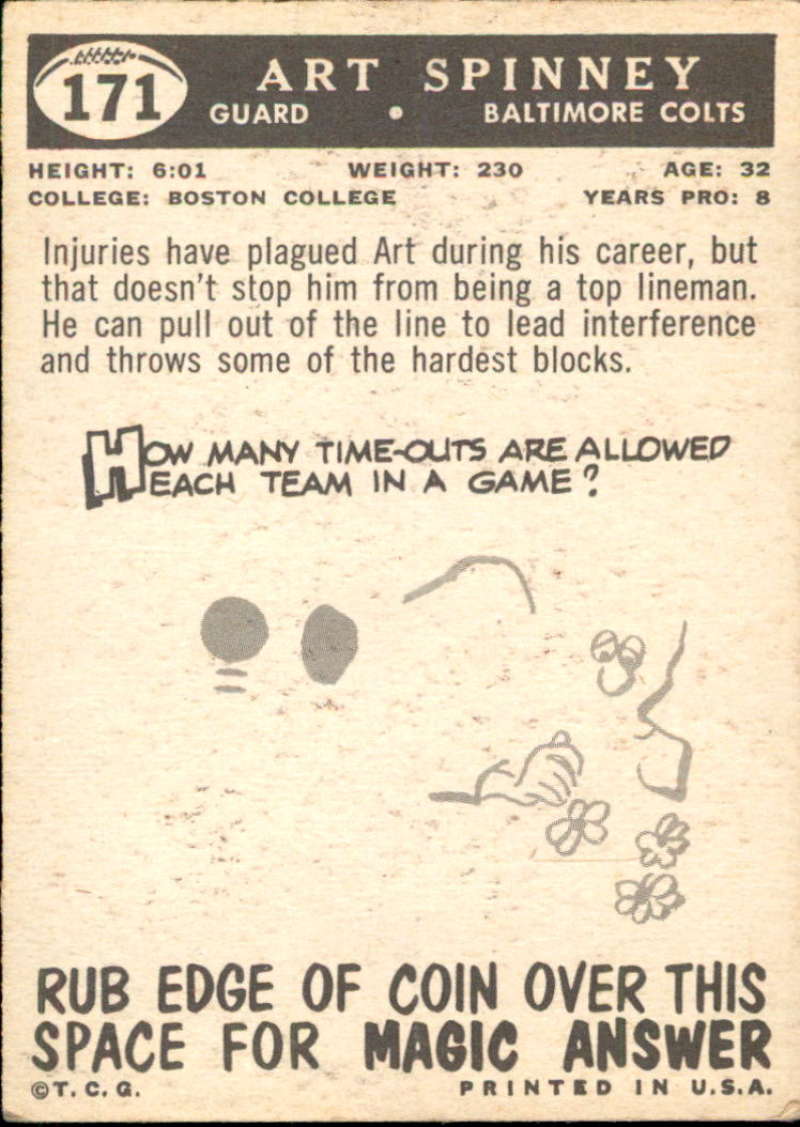 171
ART SPINNEY
GUARD • BALTIMORE COLTS
HEIGHT: 6:01 WEIGHT: 230 AGE: 32
COLLEGE: BOSTON COLLEGE YEARS PRO: 8
Injuries have plagued Art during his career, but
that doesn't stop him from being a top lineman.
He can pull out of the line to lead interference
and throws some of the hardest blocks.
HOW MANY TIME-OUTS ARE ALLOWED
EACH TEAM IN A GAME?
RUB EDGE OF COIN OVER THIS
SPACE FOR MAGIC ANSWER
©T. C. G. PRINTED IN U.S.A.